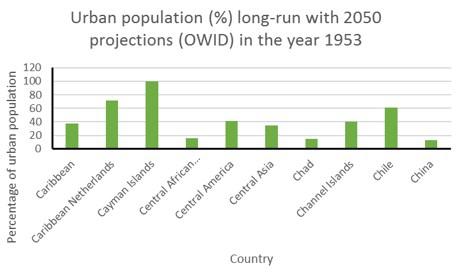 Urban population (%) long-run with 2050
projections (OWID) in the year 1953
Percentage of urban population
120
100
80
60
40
20
0
Caribbean
Caribbean Netherlands
Cayman Islands
Central African...
Central America
Central Asia
Chad
Channel Islands
Chile
China
Country